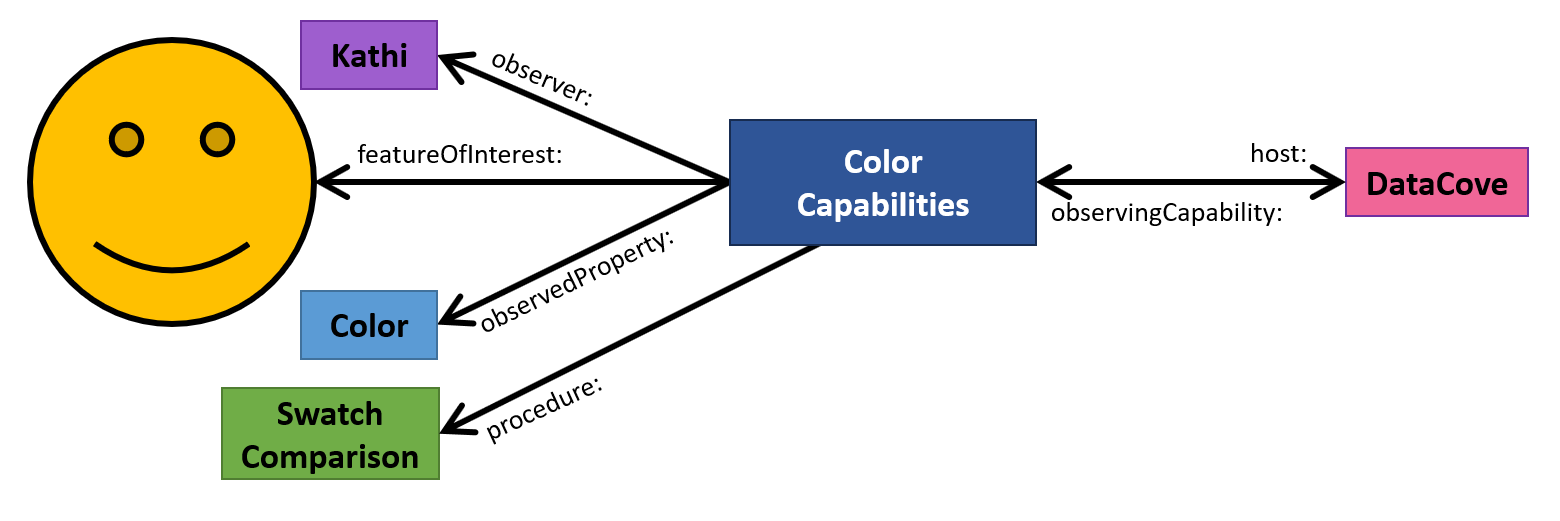 Kathi
observer:
featureOfInterest:
Color
Capabilities
host:
DataCove
observingCapability:
observedProperty:
Color
procedure:
Swatch
Comparison